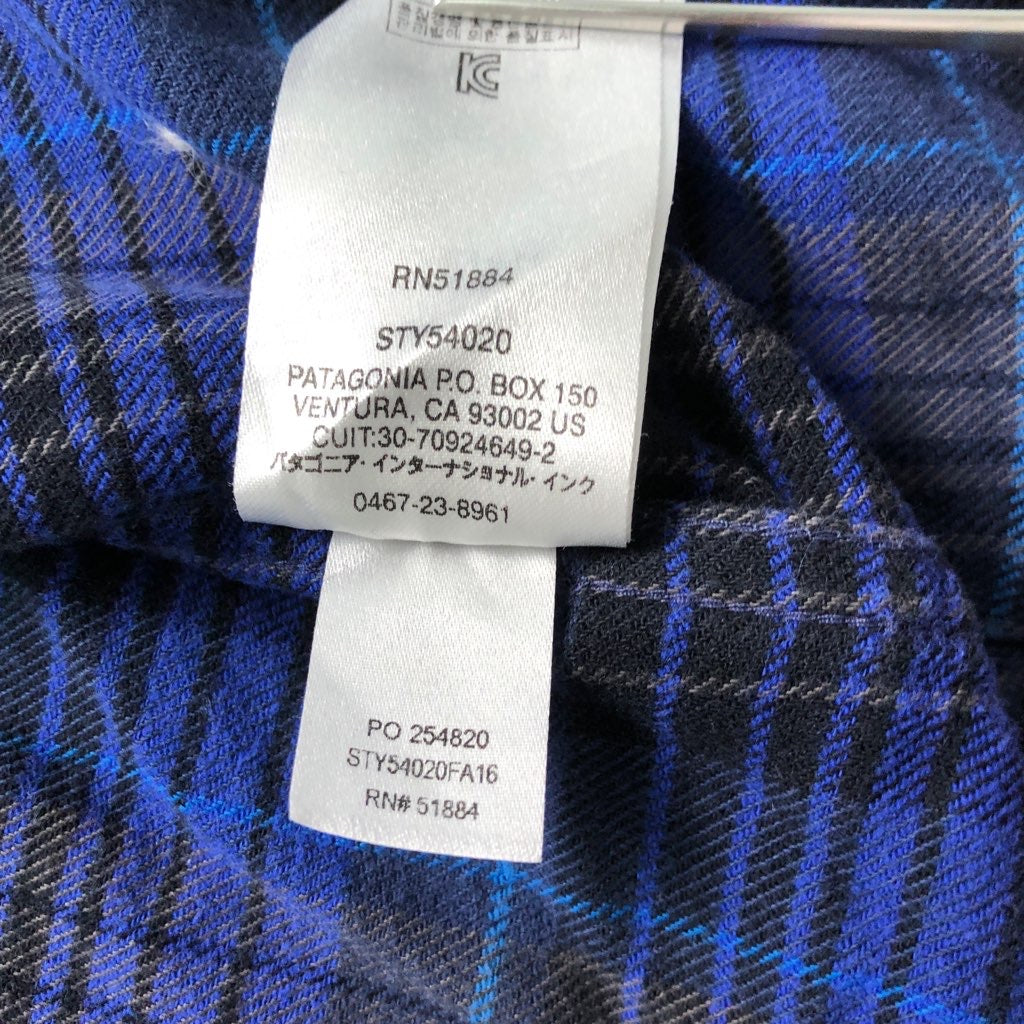 RN51884
STY54020
PATAGONIA P.O. BOX 150
VENTURA, CA 93002 US
CUIT:30-70924649-2
パタゴニア・インターナショナル・インク
0467-23-8961
PO 254820
STY54020FA16
RN# 51884